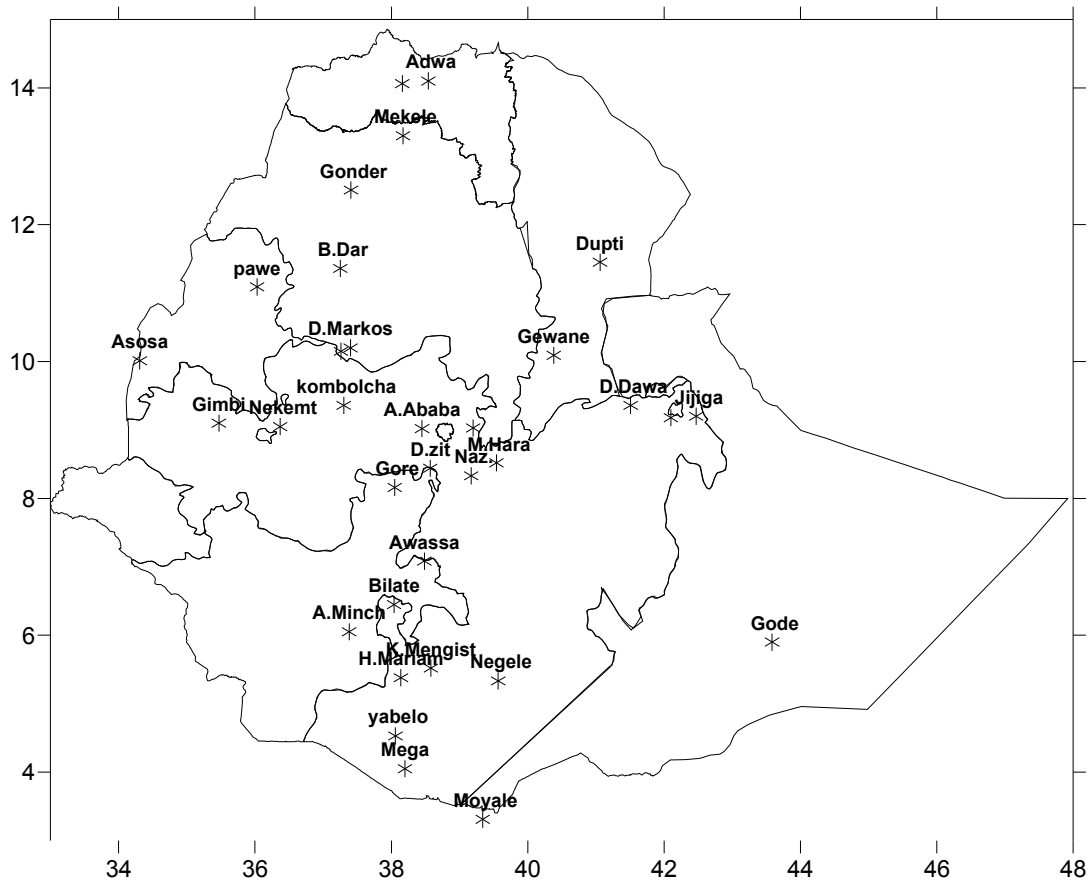 Adwa
14
Mekele
Gonder
12
B.Dar
Dupti
pawe
D.Markos
Gewane
Asosa
10
kombolcha
D.Dawa
Jijiga
Gimbi
Nekemt
A.Ababa
M.Hara
D.zit
Naz.
Gore
8
Awassa
Bilate
A.Minch
Gode
6
K.Mengist
H.Mariam
Negele
yabelo
Mega
4
Moyale
34 36 38 40 42 44 46 48